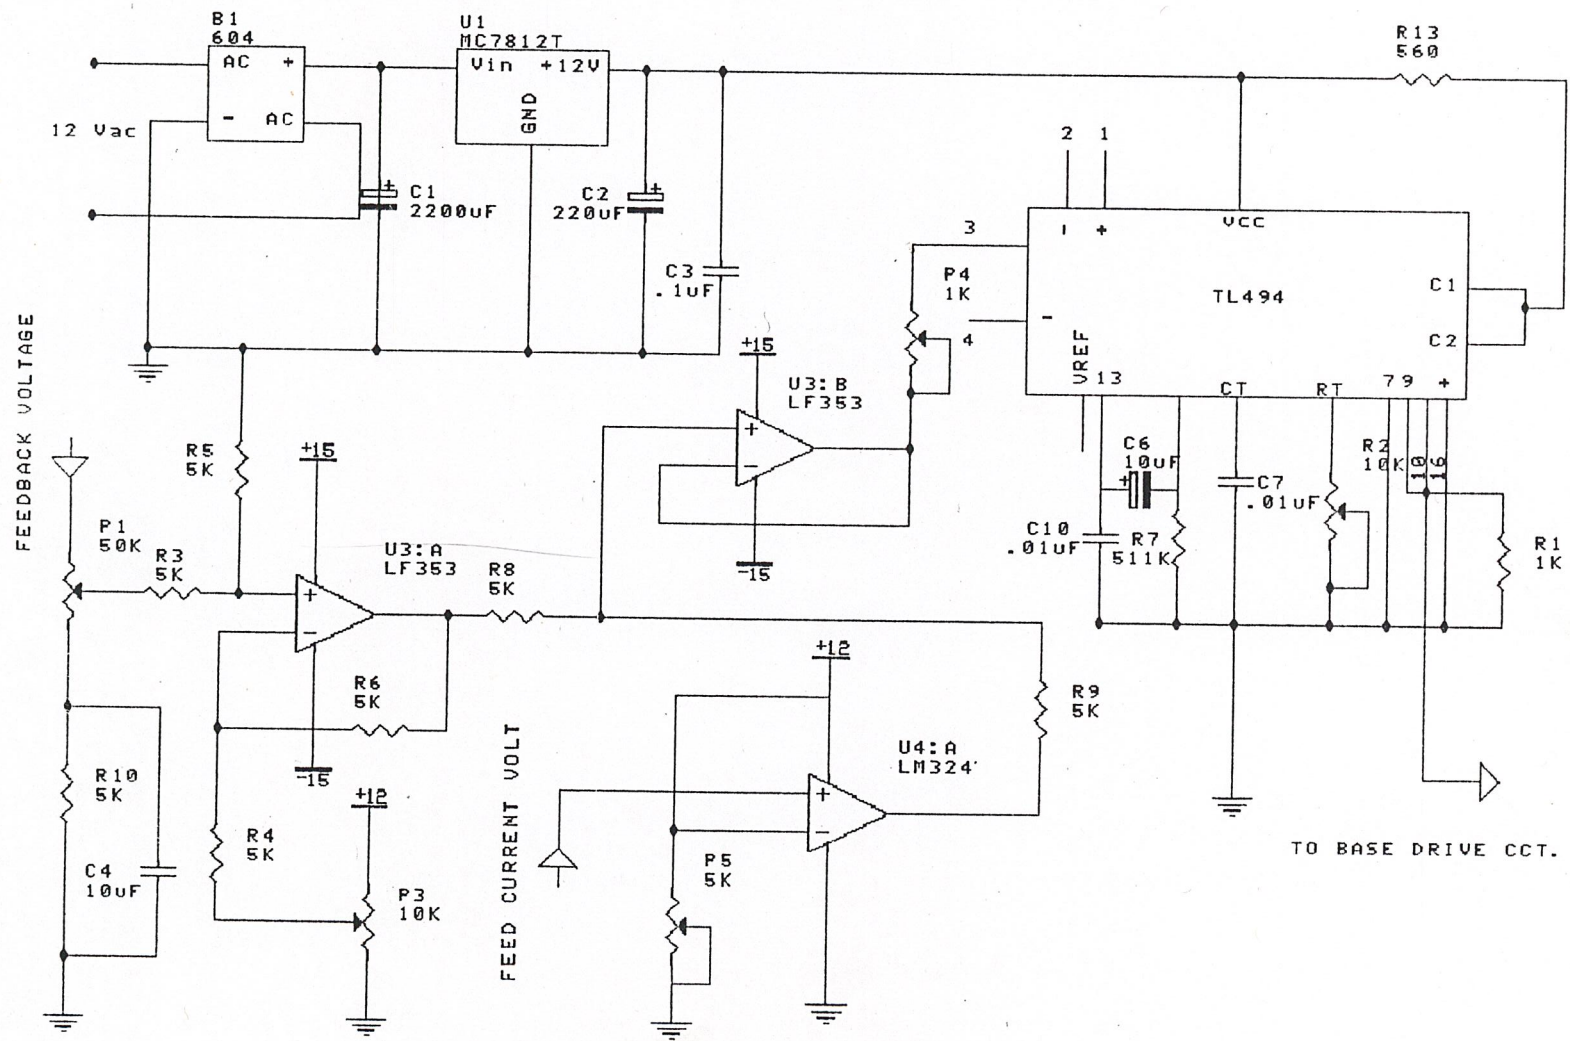 B1
604
AC +
- AC
12 Vac
U1
MC7812T
Vin +12V
GND
+
C1
2200uF
+
C2
220uF
C3
.1uF
R13
560
2 1
- +
VCC
3
P4
1K
4
-
TL494
C1
C2
VREF
13
CT
RT
7 9 +
10
16
FEEDBACK VOLTAGE
R5
5K
+15
U3:B
LF353
+
-
-15
+15
P1
50K
R3
5K
U3:A
LF353
+
-
-15
R8
5K
C6
10uF
+
C10
.01uF
R7
511K
C7
.01uF
R2
10K
R1
1K
R6
5K
R10
5K
C4
10uF
R4
5K
+12
P3
10K
FEED CURRENT VOLT
+12
U4:A
LM324
+
-
P5
5K
R9
5K
TO BASE DRIVE CCT.